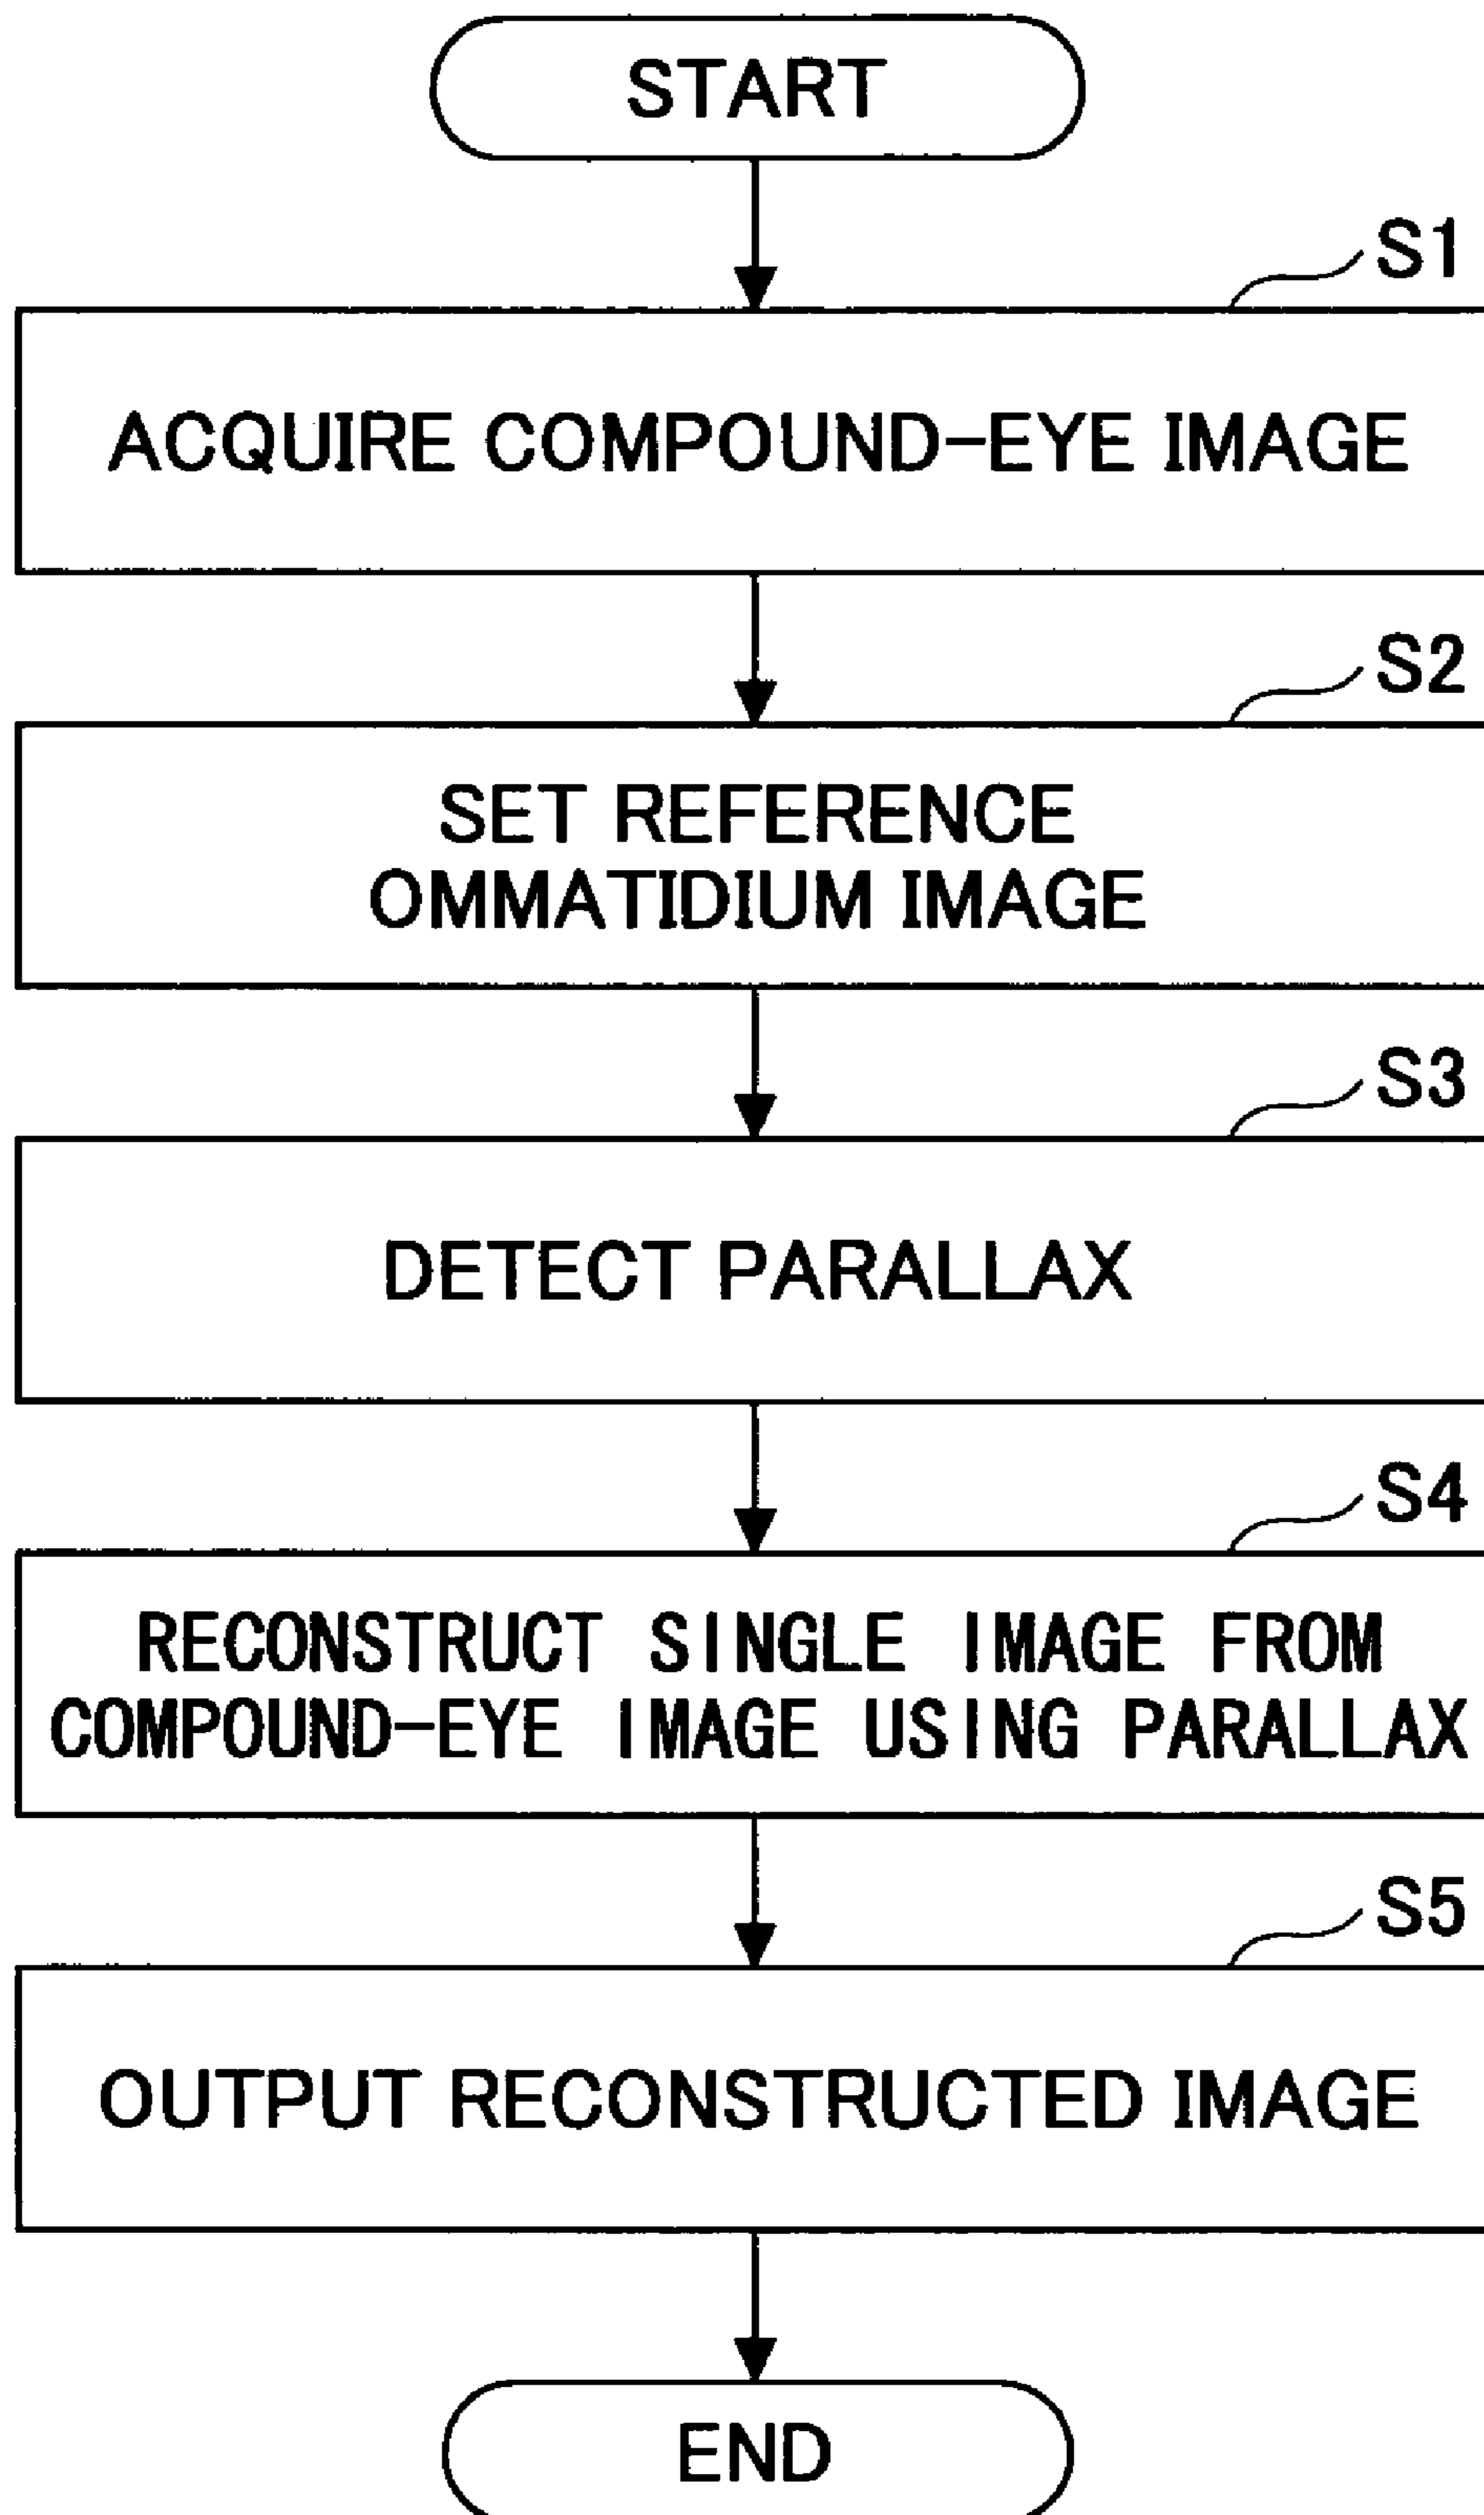 START
S1
ACQUIRE COMPOUND-EYE IMAGE
S2
SET REFERENCE
OMMATIDIUM IMAGE
S3
DETECT PARALLAX
S4
RECONSTRUCT SINGLE IMAGE FROM
COMPOUND-EYE IMAGE USING PARALLAX
S5
OUTPUT RECONSTRUCTED IMAGE
END